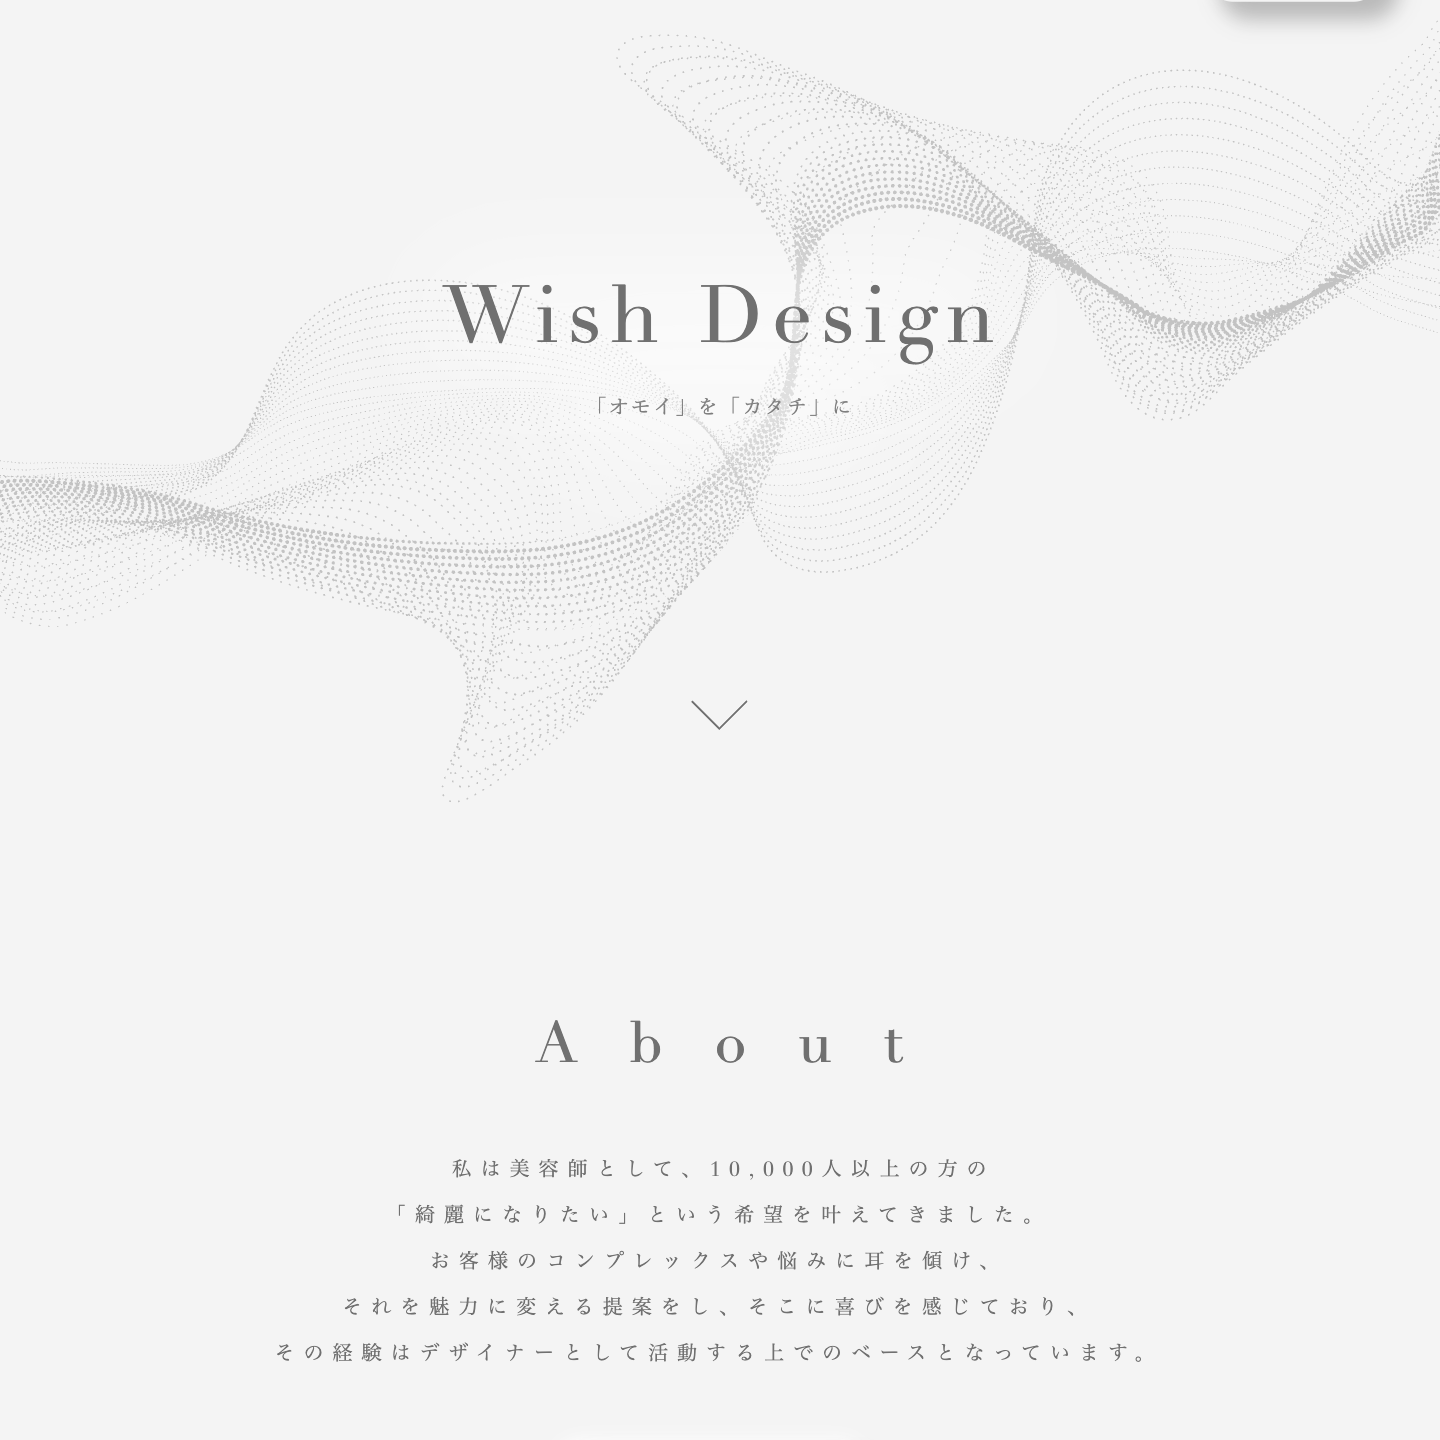 Wish Design
「オモイ」を「カタチ」に
About
私は美容師として、10,000人以上の方の
「綺麗になりたい」という希望を叶えてきました。
お客様のコンプレックスや悩みに耳を傾け、
それを魅力に変える提案をし、そこに喜びを感じており、
その経験はデザイナーとして活動する上でのベースとなっています。